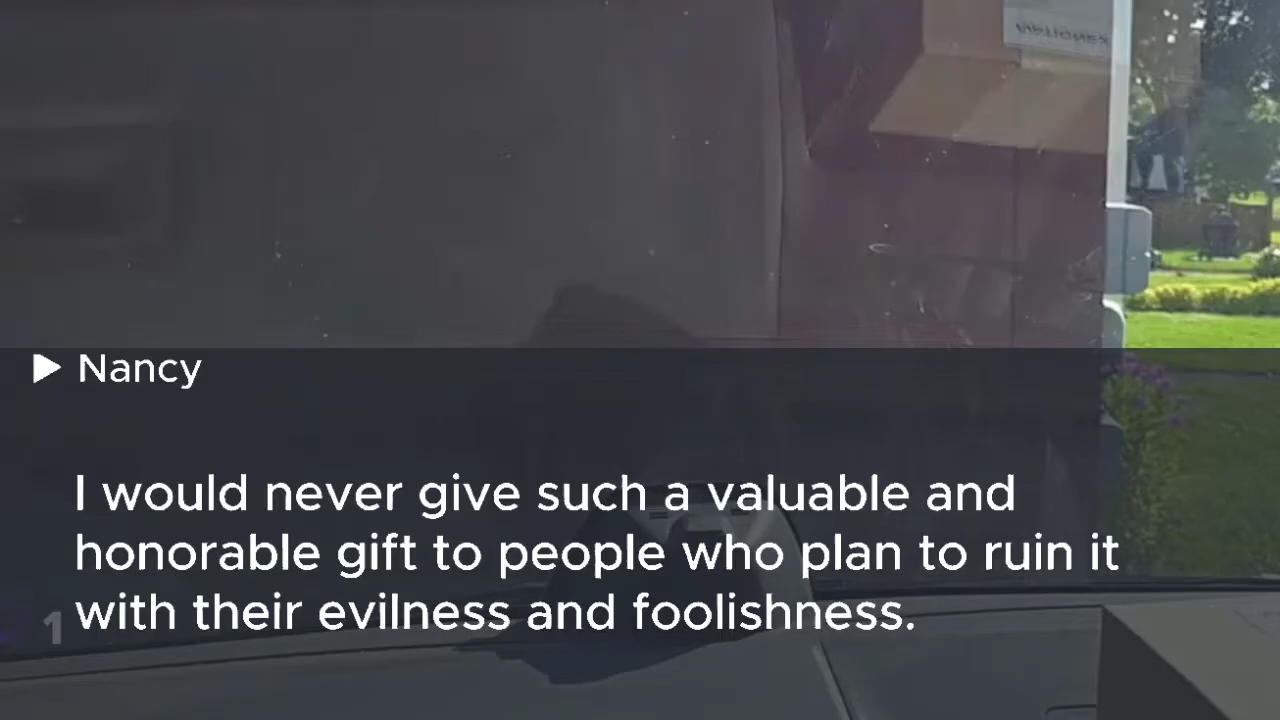 ▶ Nancy
I would never give such a valuable and
honorable gift to people who plan to ruin it
1 with their evilness and foolishness.